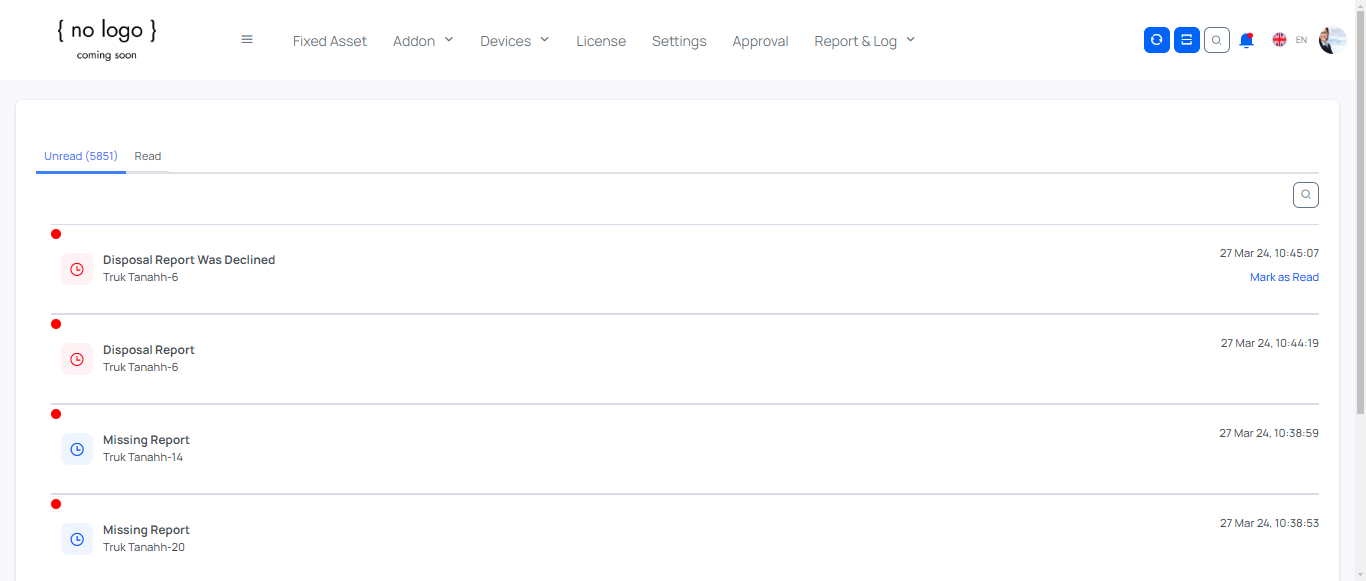 { no logo }
coming soon
Fixed Asset Addon Devices License Settings Approval Report & Log EN
Unread (5851) Read
Disposal Report Was Declined
Truk Tanahh-6
27 Mar 24, 10:45:07
Mark as Read
Disposal Report
Truk Tanahh-6
27 Mar 24, 10:44:19
Missing Report
Truk Tanahh-14
27 Mar 24, 10:38:59
Missing Report
Truk Tanahh-20
27 Mar 24, 10:38:53